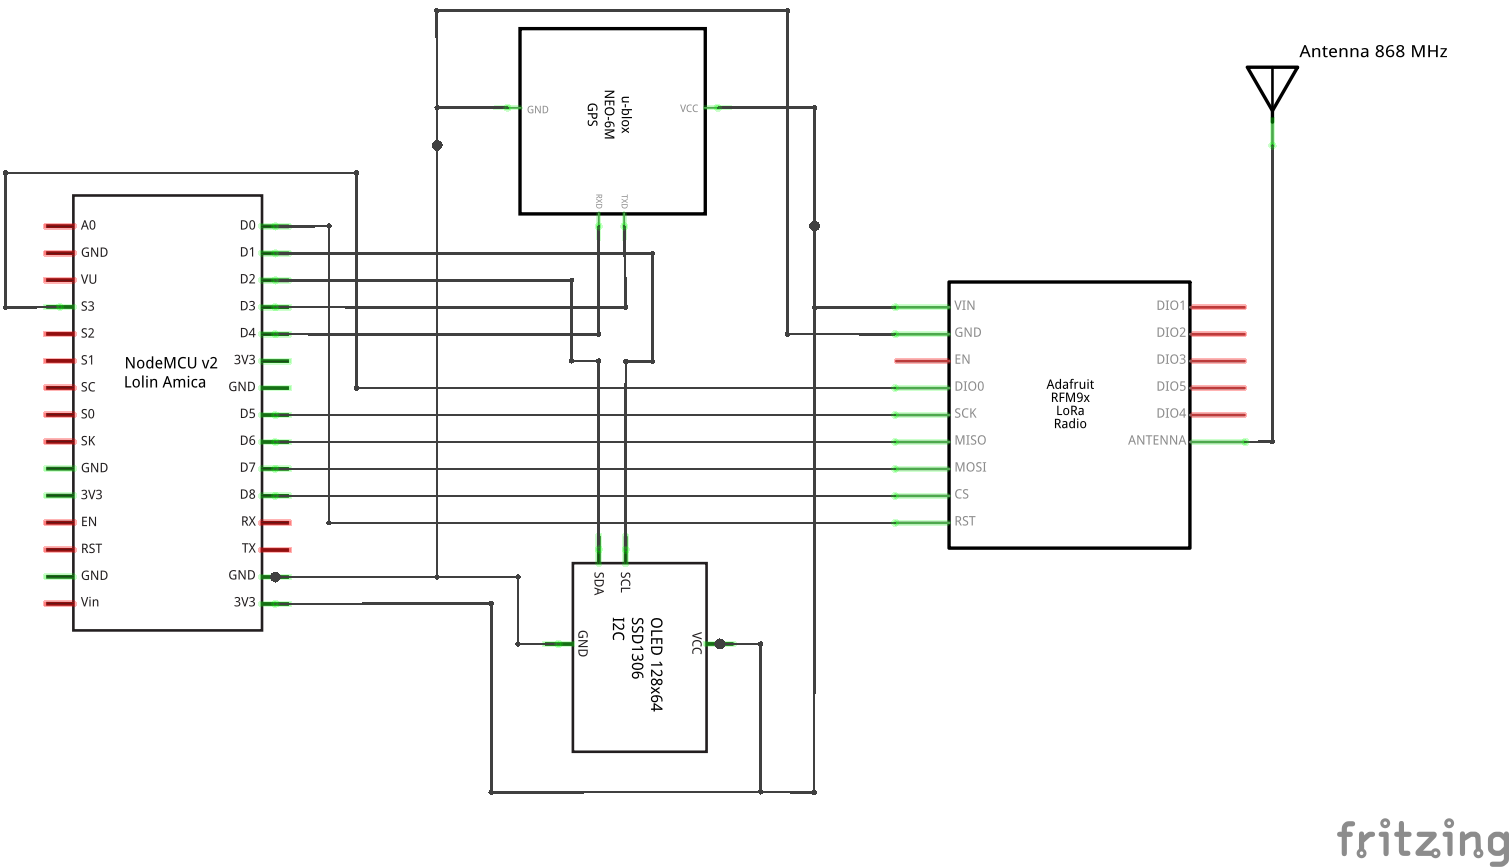 Antenna 868 MHz
GND
u-blox
NEO-6M
GPS
VCC
RXD
TXD
A0
GND
VU
S3
S2
S1
SC
S0
SK
GND
3V3
EN
RST
GND
Vin
NodeMCU v2
Lolin Amica
D0
D1
D2
D3
D4
3V3
GND
D5
D6
D7
D8
RX
TX
GND
3V3
VIN
GND
EN
DIO0
SCK
MISO
MOSI
CS
RST
Adafruit
RFM9x
LoRa
Radio
DIO1
DIO2
DIO3
DIO5
DIO4
ANTENNA
SDA
SCL
GND
OLED 128x64
SSD1306
I2C
VCC
fritzing